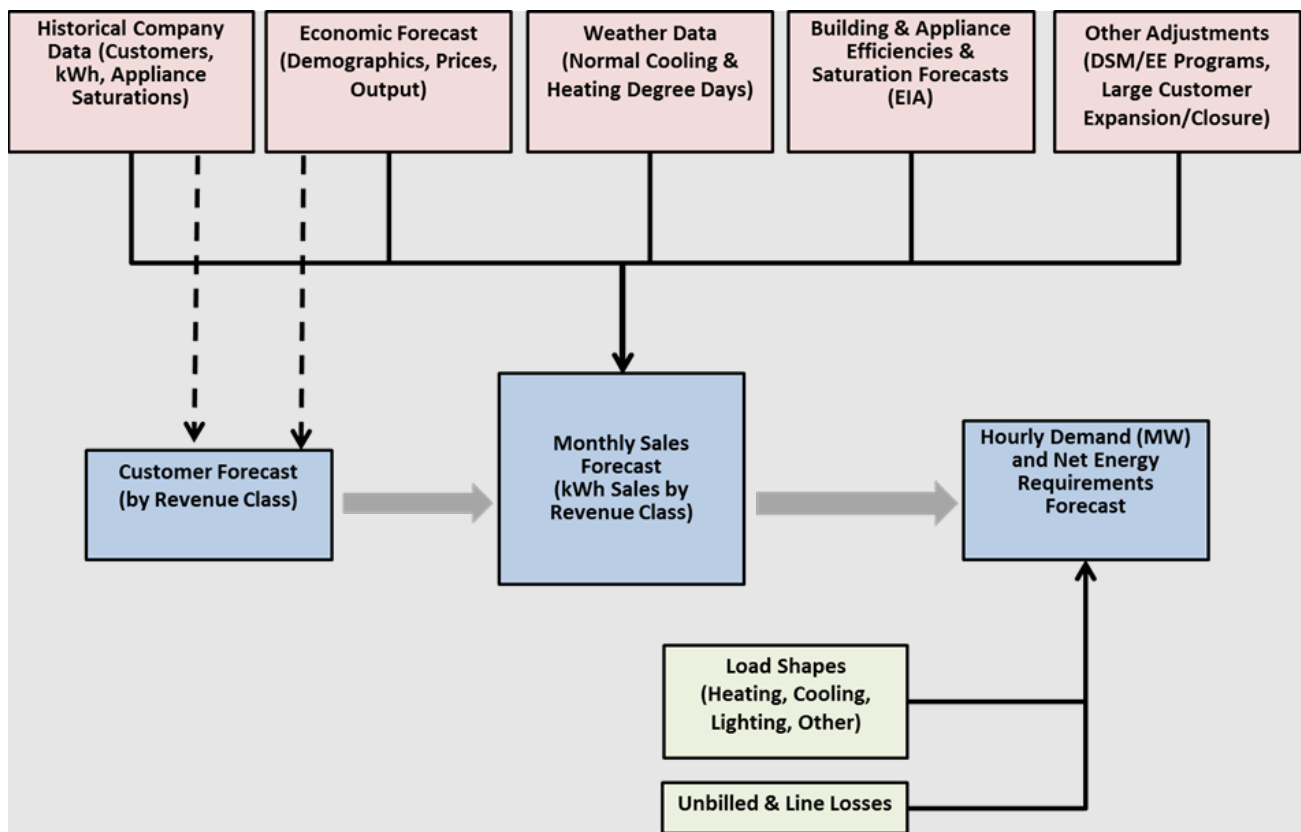 Historical Company
Data (Customers,
kWh, Appliance
Saturations)
Economic Forecast
(Demographics, Prices,
Output)
Weather Data
(Normal Cooling &
Heating Degree Days)
Building & Appliance
Efficiencies &
Saturation Forecasts
(EIA)
Other Adjustments
(DSM/EE Programs,
Large Customer
Expansion/Closure)
Customer Forecast
(by Revenue Class)
Monthly Sales
Forecast
(kWh Sales by
Revenue Class)
Hourly Demand (MW)
and Net Energy
Requirements
Forecast
Load Shapes
(Heating, Cooling,
Lighting, Other)
Unbilled & Line Losses